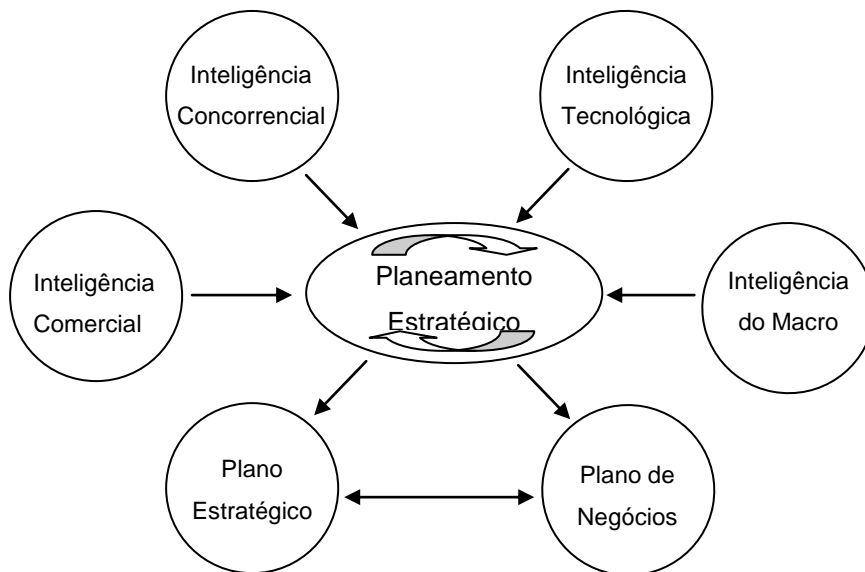 Inteligência
Concorrencial
Inteligência
Tecnológica
Inteligência
Comercial
Planeamento
Estratégico
Inteligência
do Macro
Plano
Estratégico
Plano de
Negócios